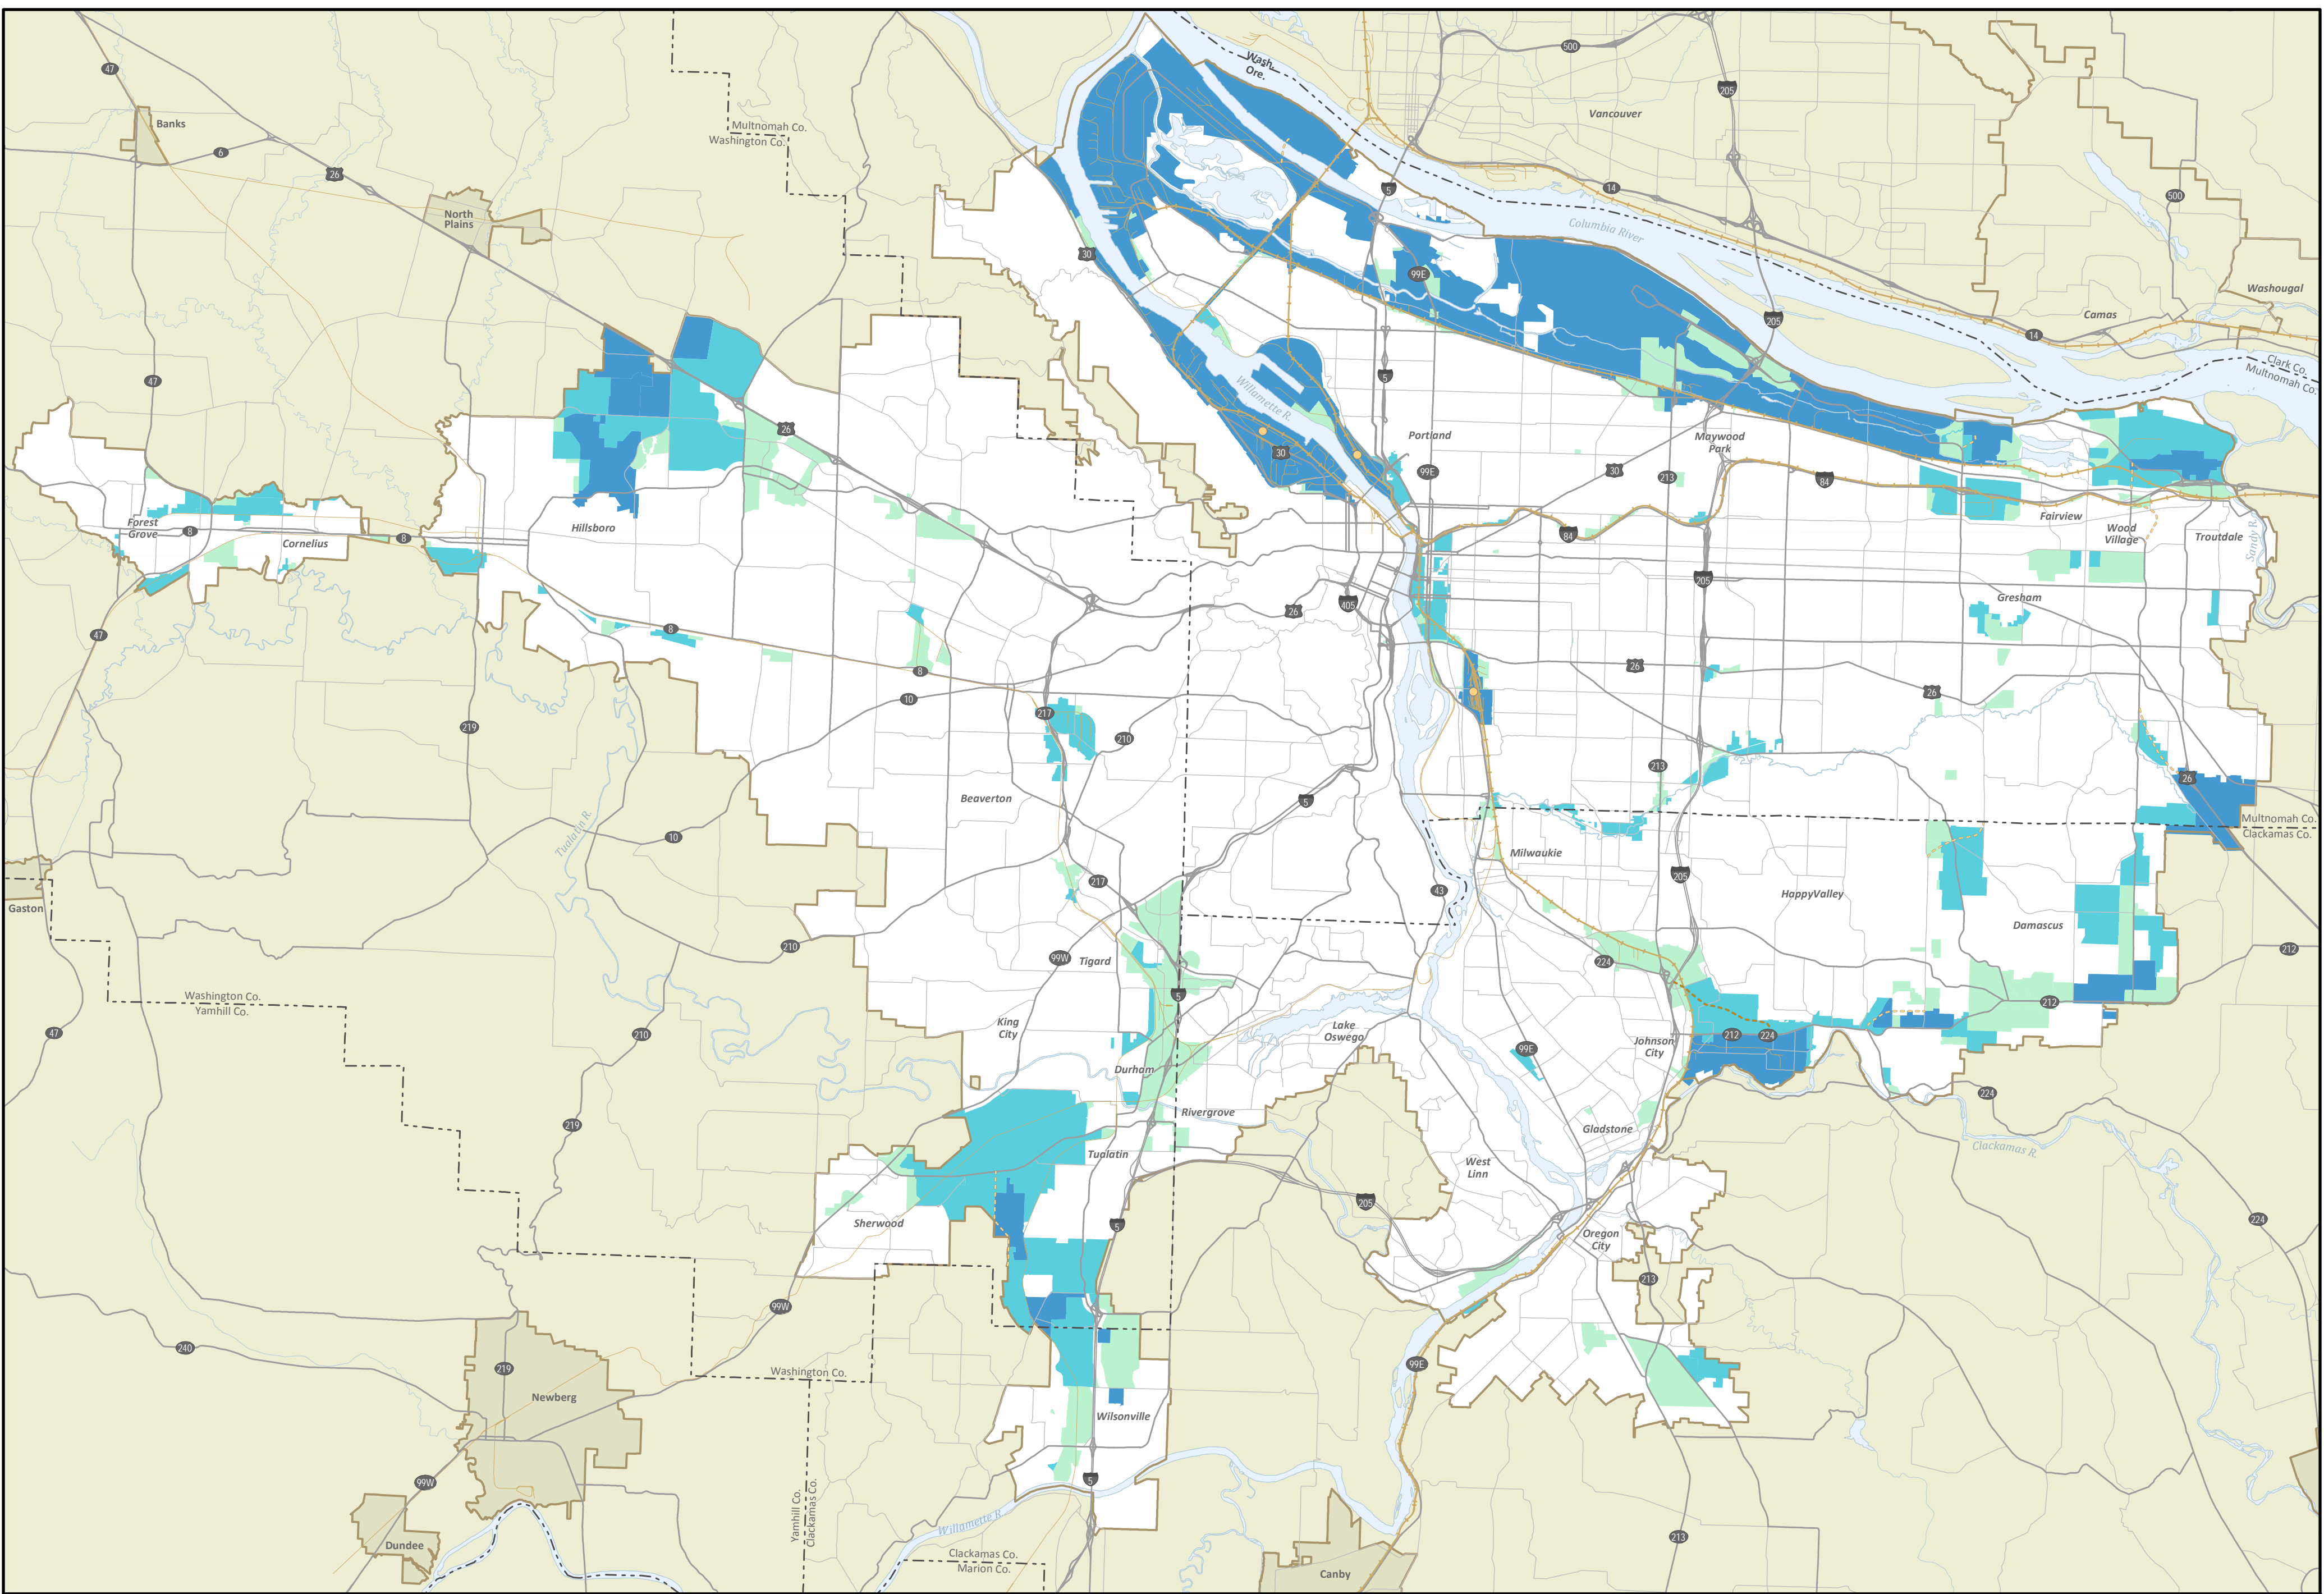 500
Wash.
Ore.
47
205
Vancouver
Banks
Multnomah Co.
Washington Co.
6
26
5
14
500
North
Plains
Columbia River
30
99E
Washougal
Camas
205
14
Clark Co.
Multnomah Co.
47
5
Willamette R.
26
Portland
Maywood
Park
30
99E
30
213
84
Forest
Grove
8
Cornelius
8
Hillsboro
84
Fairview
Wood
Village
Troutdale
Sandy R.
205
26
405
Gresham
47
8
8
26
26
10
219
217
210
213
26
Beaverton
5
Tualatin R.
10
Multnomah Co.
Clackamas Co.
Milwaukie
217
43
205
HappyValley
Gaston
Damascus
210
99W
Tigard
224
212
Washington Co.
Yamhill Co.
5
212
47
210
King
City
Lake
Oswego
99E
Johnson
City
212
224
Durham
224
219
Rivergrove
Gladstone
Clackamas R.
Tualatin
West
Linn
205
Sherwood
5
224
Oregon
City
213
99W
240
219
Washington Co.
99E
Newberg
Wilsonville
99W
5
Yamhill Co.
Clackamas Co.
Willamette R
213
Dundee
Clackamas Co.
Marion Co.
Canby